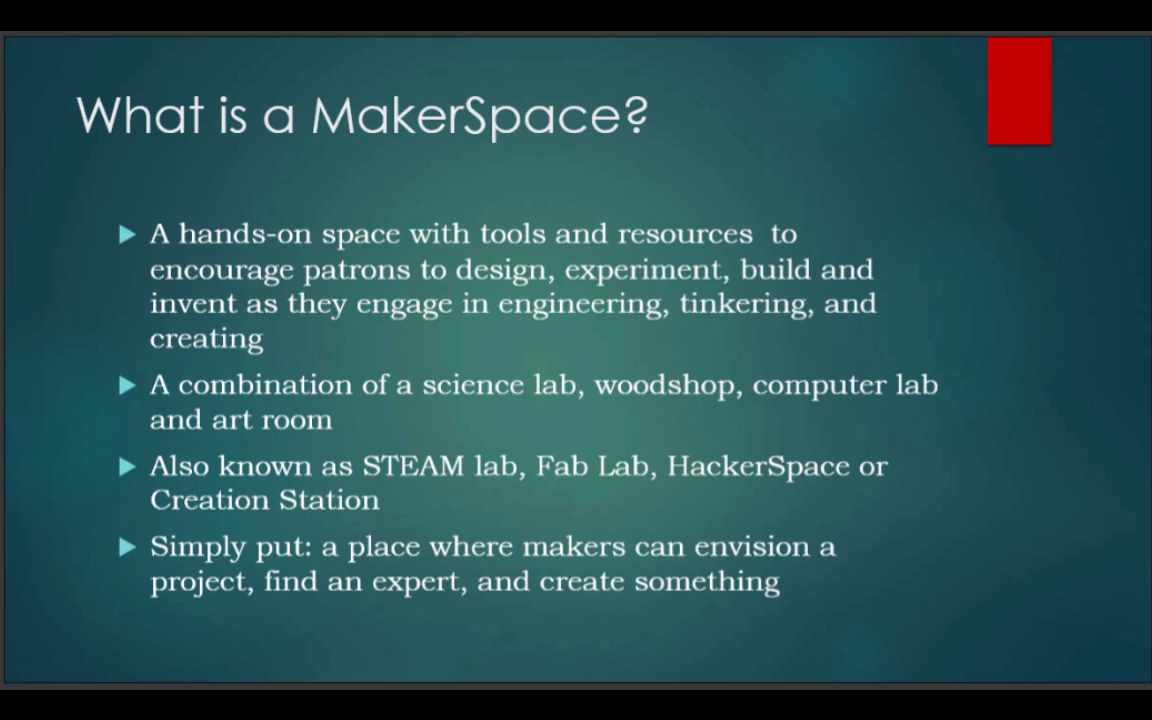 What is a MakerSpace?
A hands-on space with tools and resources  to
encourage patrons to design, experiment, build and
invent as they engage in engineering, tinkering, and
creating
A combination of a science lab, woodshop, computer lab
and art room
Also known as STEAM lab, Fab Lab, HackerSpace or
Creation Station
Simply put: a place where makers can envision a
project, find an expert, and create something